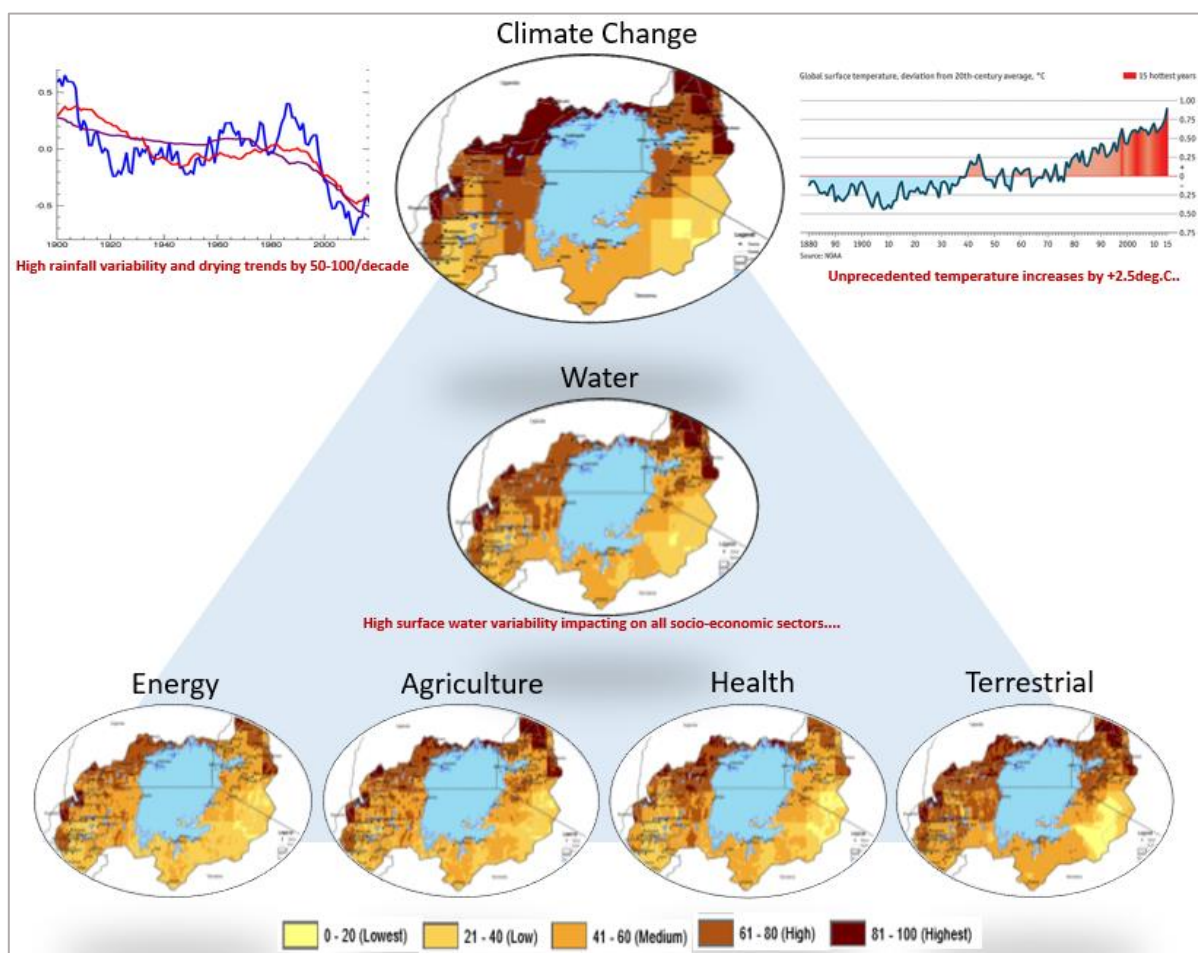 Climate Change
0.5
0.0
-0.5
1900
1920
1940
1960
1980
2000
High rainfall variability and drying trends by 50-100/decade
Uganda
Legend
Tanzania
Global surface temperature, deviation from 20th-century average, °C
15 hottest years
1.00
0.75
0.50
0.25
+
0
–
0.25
0.50
0.75
1880 90 1900 10 20 30 40 50 60 70 80 90 2000 10 15
Source: NOAA
Unprecedented temperature increases by +2.5deg.C..
Water
Uganda
Legend
High surface water variability impacting on all socio-economic sectors....
Energy
Agriculture
Health
Terrestrial
0 - 20 (Lowest)
21 - 40 (Low)
41 - 60 (Medium)
61 - 80 (High)
81 - 100 (Highest)